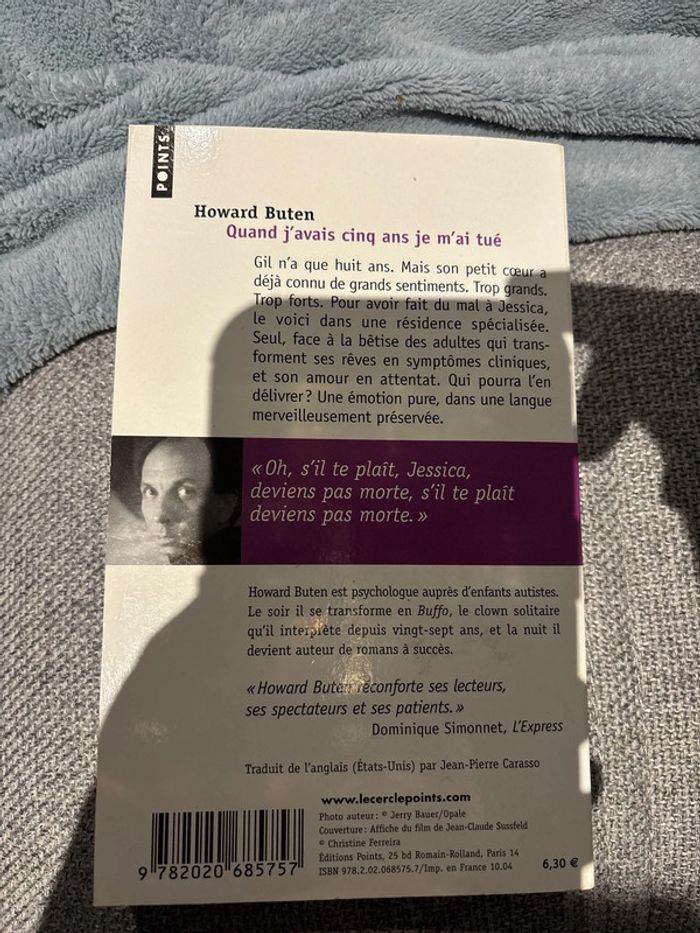 POINTS
Howard Buten
Quand j'avais cinq ans je m'ai tué
Gil n'a que huit ans. Mais son petit cœur a
déjà connu de grands sentiments. Trop grands.
Trop forts. Pour avoir fait du mal à Jessica,
le voici dans une résidence spécialisée.
Seul, face à la bêtise des adultes qui trans-
forment ses rêves en symptômes cliniques,
et son amour en attentat. Qui pourra l'en
délivrer ? Une émotion pure, dans une langue
merveilleusement préservée.
« Oh, s'il te plaît, Jessica,
deviens pas morte, s'il te plaît
deviens pas morte. »
Howard Buten est psychologue auprès d'enfants autistes.
Le soir il se transforme en Buffo, le clown solitaire
qu'il interprète depuis vingt-sept ans, et la nuit il
devient auteur de romans à succès.
« Howard Buten réconforte ses lecteurs,
ses spectateurs et ses patients. »
Dominique Simonnet, L'Express
Traduit de l'anglais (États-Unis) par Jean-Pierre Carasso
www.lecerclepoints.com
Photo auteur : © Jerry Bauer/Opale
Couverture : Affiche du film de Jean-Claude Sussfeld
© Christine Ferreira
Éditions Points, 25 bd Romain-Rolland, Paris 14
ISBN 978.2.02.068575.7/Imp. en France 10.04
6,30 €
9 782020 685757